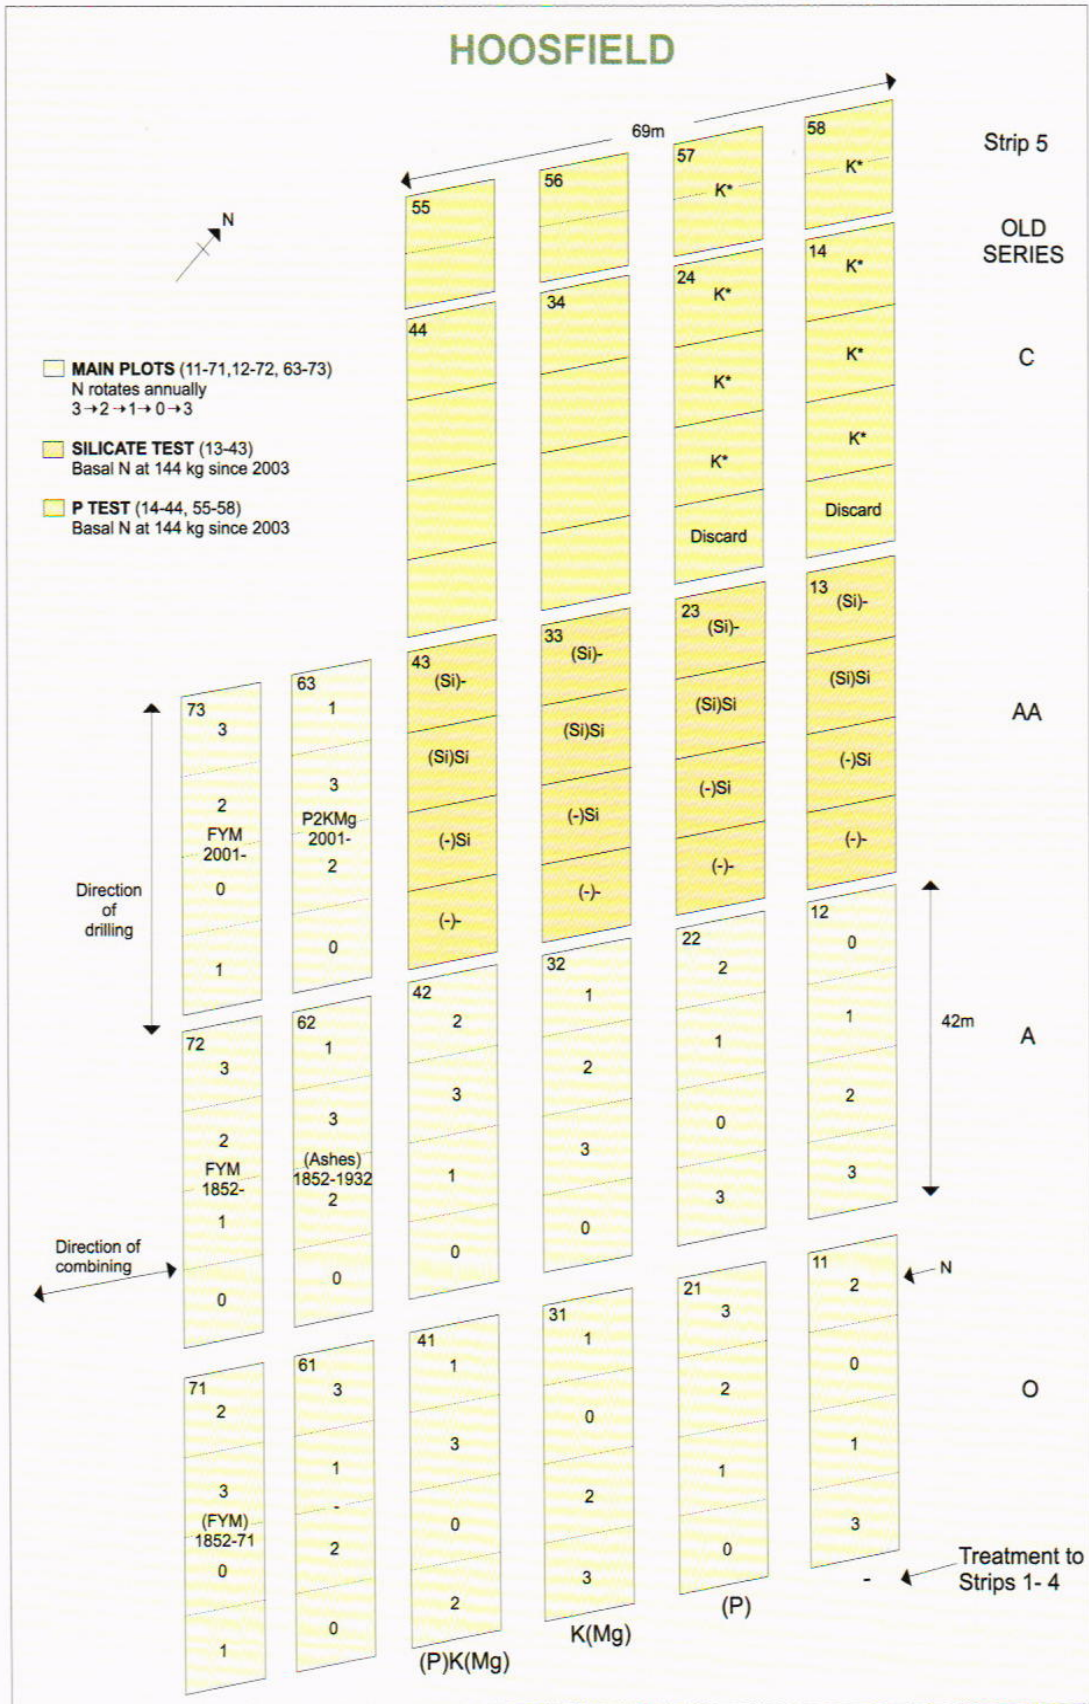 HOOSFIELD
69m
58
K*
Strip 5
57
K*
56
55
N
OLD
SERIES
14
K*
K*
K*
Discard
24
K*
K*
K*
Discard
34
44
C
MAIN PLOTS (11-71,12-72, 63-73)
N rotates annually
3→2→1→0→3
SILICATE TEST (13-43)
Basal N at 144 kg since 2003
P TEST (14-44, 55-58)
Basal N at 144 kg since 2003
13
(Si)-
(Si)Si
(-)Si
(-)-
23
(Si)-
(Si)Si
(-)Si
(-)-
33
(Si)-
(Si)Si
(-)Si
(-)-
43
(Si)-
(Si)Si
(-)Si
(-)-
63
1
3
P2KMg
2001-
2
0
73
3
2
FYM
2001-
0
1
AA
Direction
of
drilling
12
0
1
2
3
22
2
1
0
3
32
1
2
3
0
42
2
3
1
0
62
1
3
(Ashes)
1852-1932
2
0
72
3
2
FYM
1852-
1
0
42m
A
Direction of
combining
11
2
0
1
3
N
21
3
2
1
0
31
1
0
2
3
41
1
3
0
2
61
3
1
-
2
0
71
2
3
(FYM)
1852-71
0
1
O
-
Treatment to
Strips 1- 4
(P)
K(Mg)
(P)K(Mg)